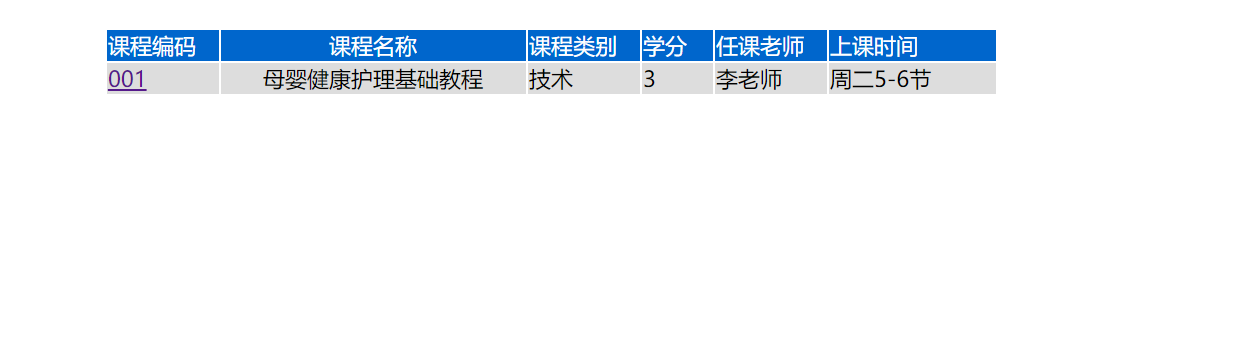 课程编码 课程名称 课程类别 学分 任课老师 上课时间
001 母婴健康护理基础教程 技术 3 李老师 周二5-6节